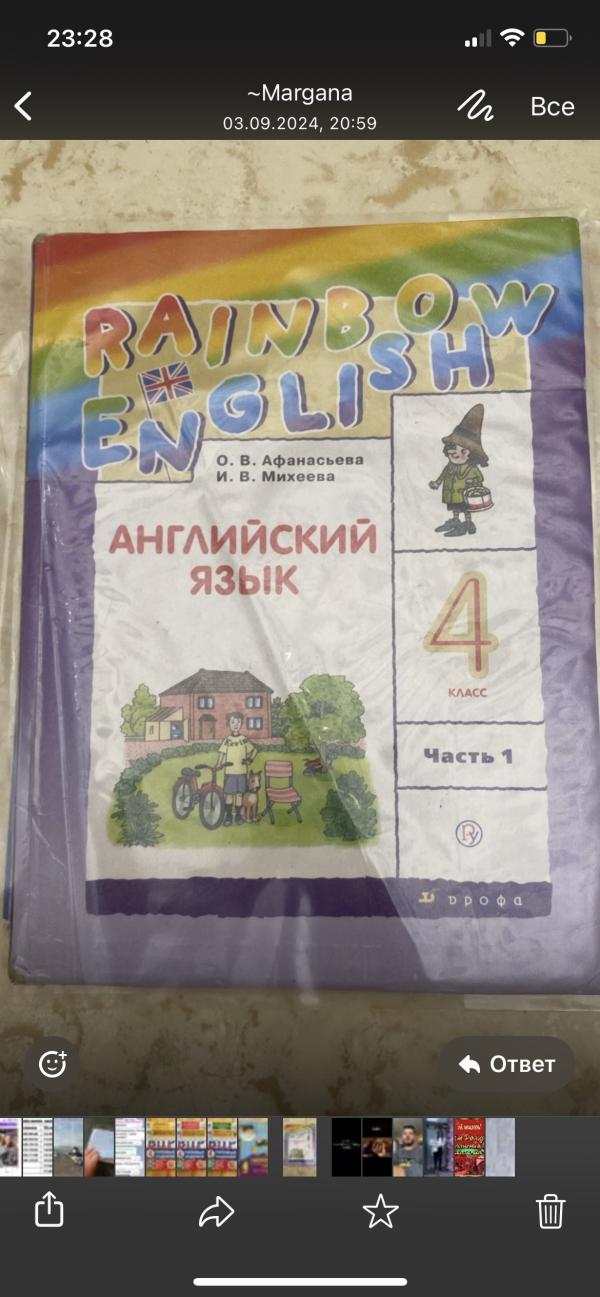 23:28
~Margana
03.09.2024, 20:59
Все
RAINBOW
ENGLISH
О. В. Афанасьева
И. В. Михеева
АНГЛИЙСКИЙ
ЯЗЫК
4
КЛАСС
Часть 1
дрофа
Ответ